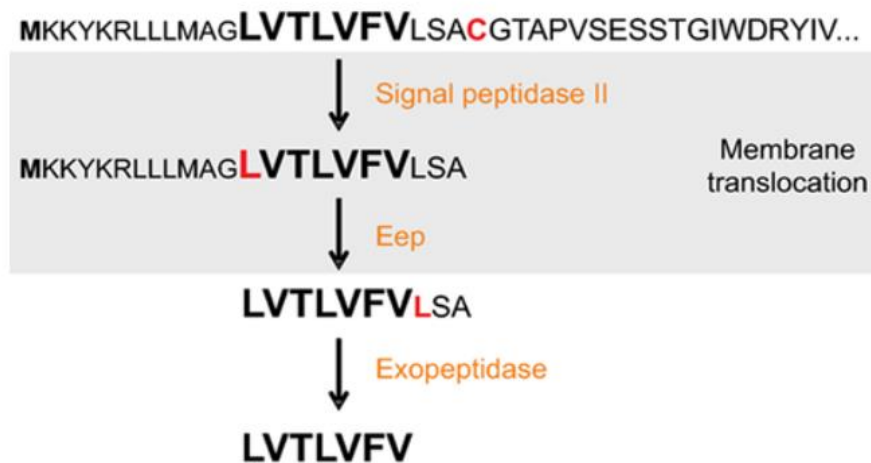 MKKYKRLLLMAGLVTLVFVLSACGTAPVSESSTGIWDRYIV...
Signal peptidase II
MKKYKRLLLMAGLVTLVFVLSA
Membrane
translocation
Eep
LVTLVFVLSA
Exopeptidase
LVTLVFV